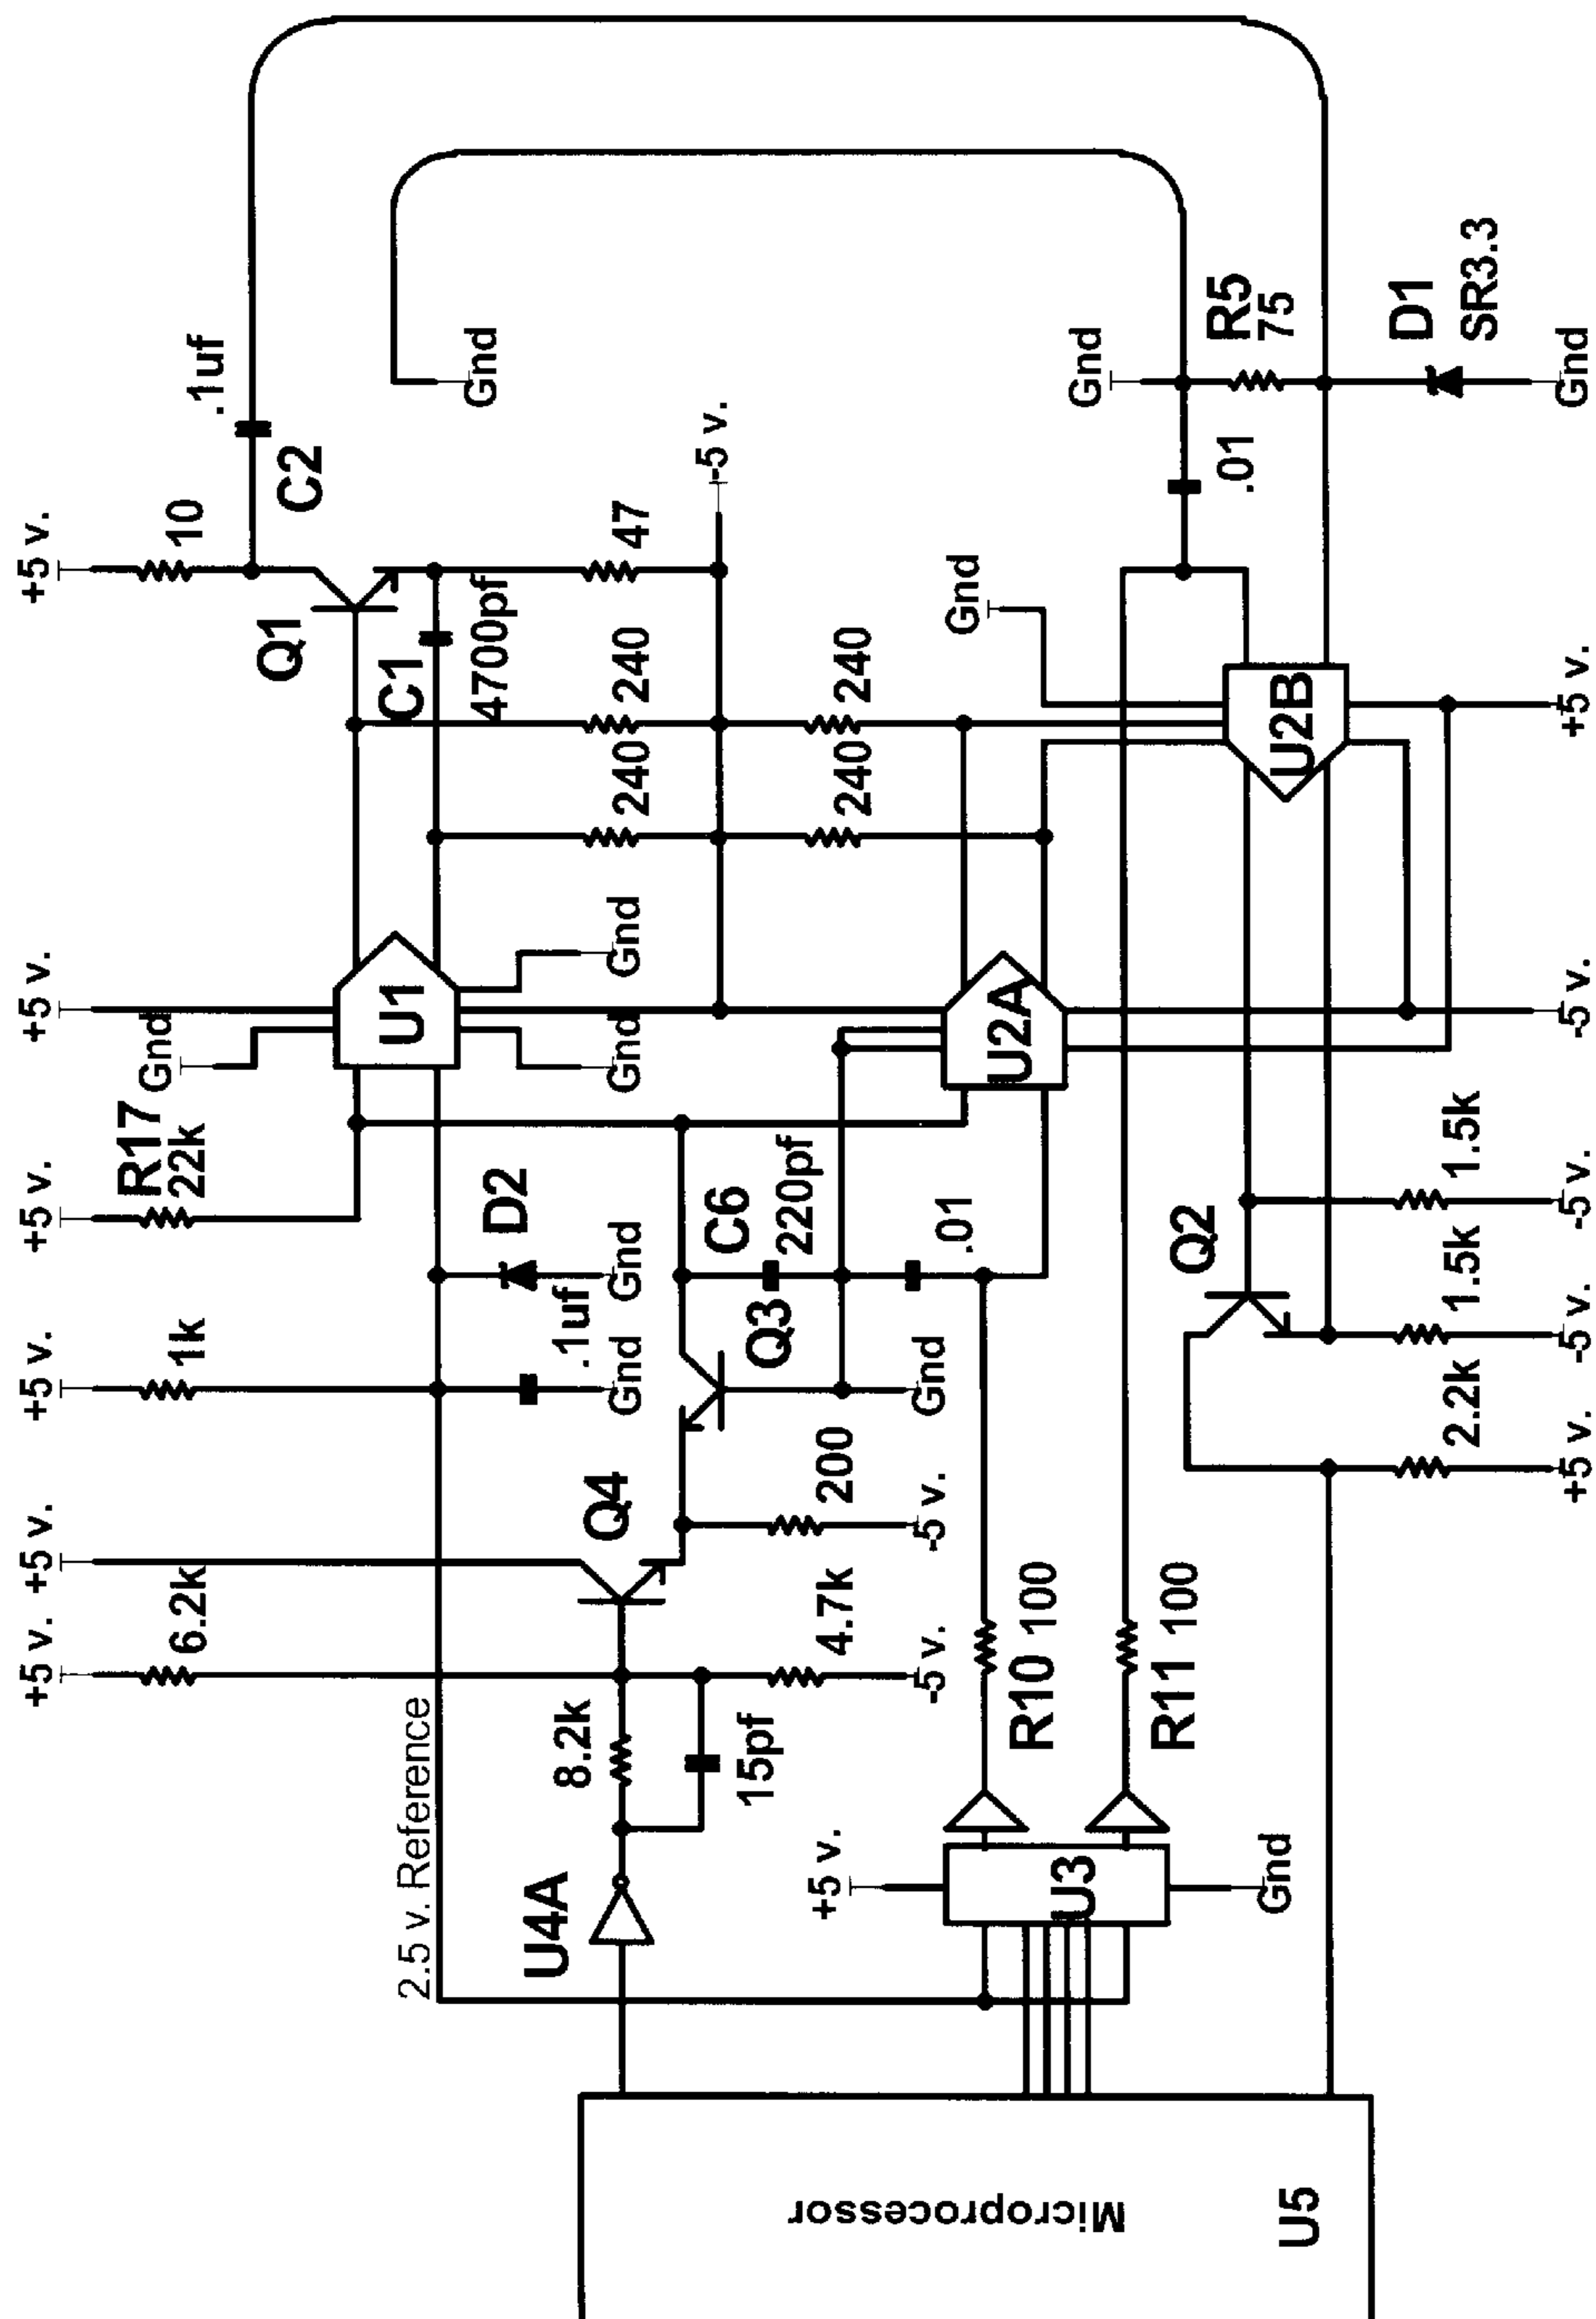 +5 v.
10
.1uf
C2
Q1
C1
4700pf
47
-5 v.
Gnd
Gnd
R5
75
D1
SR3.3
Gnd
.01
240
240
240
240
Gnd
U2B
+5 v.
+5 v.
Gnd
U1
Gnd
Gnd
U2A
-5 v.
+5 v.
R17
22k
D2
Gnd
C6
220pf
.01
1.5k
-5 v.
Q2
1.5k
-5 v.
+5 v.
1k
.1uf
Gnd
Q3
Gnd
2.2k
+5 v.
+5 v.
Q4
200
-5 v.
+5 v.
6.2k
4.7k
-5 v.
8.2k
15pf
R10 100
R11 100
2.5 v. Reference
U4A
+5 v.
U3
Gnd
Microprocessor
U5